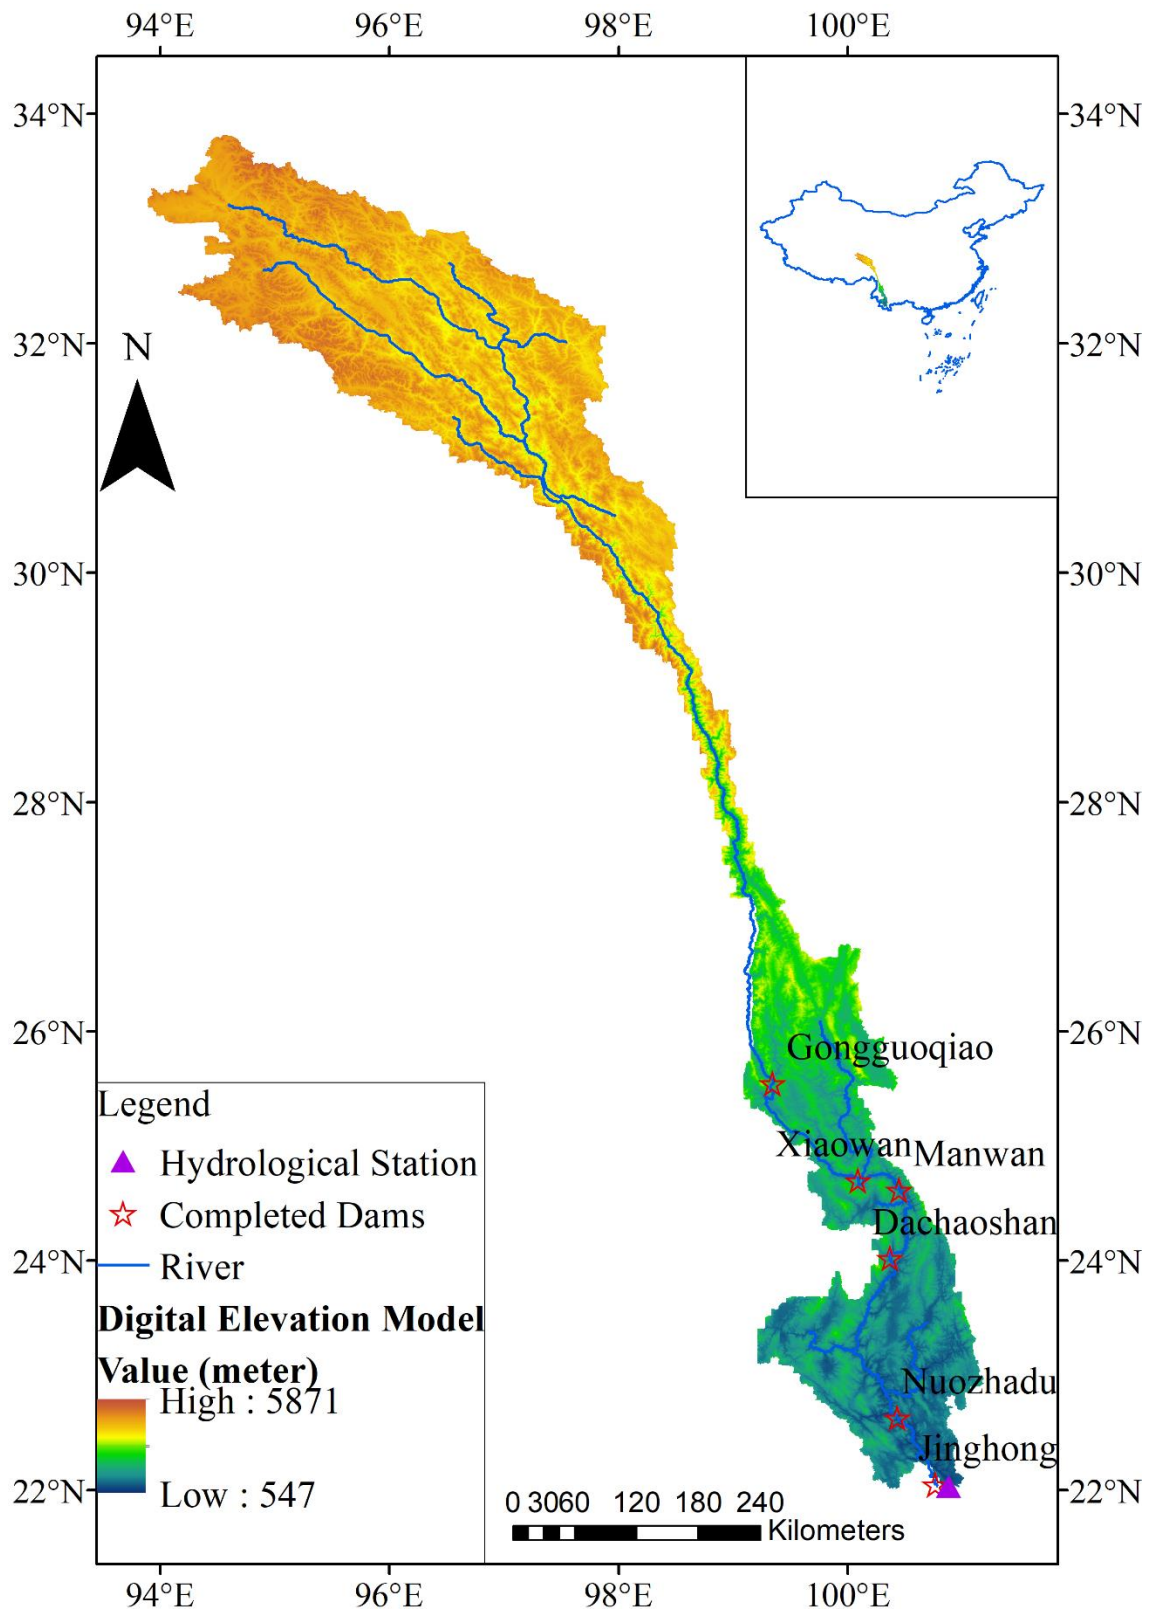 94°E 96°E 98°E 100°E
34°N 34°N
32°N 32°N
N
30°N 30°N
28°N 28°N
26°N 26°N
Gongguoqiao
Xiaowan Manwan
Dachaoshan
24°N 24°N
Nuozhadu
Jinghong
22°N 22°N
Legend
Hydrological Station
Completed Dams
River
Digital Elevation Model
Value (meter)
High : 5871
Low : 547
0 30 60 120 180 240
Kilometers
94°E 96°E 98°E 100°E